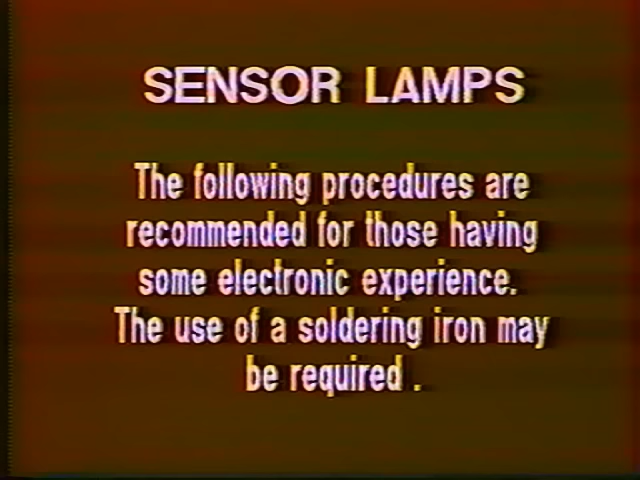 SENSOR LAMPS
The following procedures are
recommended for those having
some electronic experience.
The use of a soldering iron may
be required .